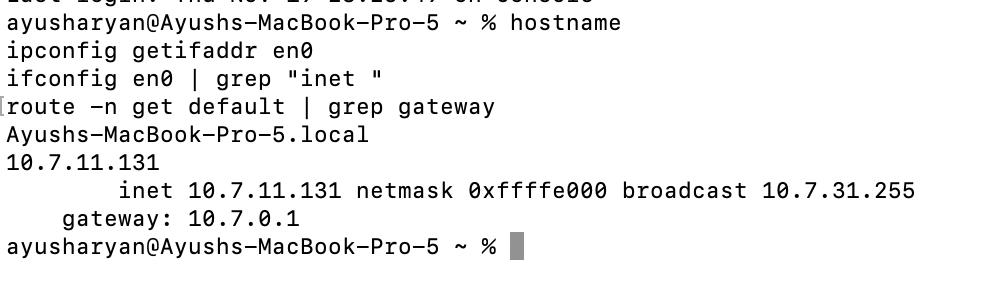 ayusharyan@Ayushs-MacBook-Pro-5 ~ % hostname
ipconfig getifaddr en0
ifconfig en0 | grep "inet "
route -n get default | grep gateway
Ayushs-MacBook-Pro-5.local
10.7.11.131
inet 10.7.11.131 netmask 0xffffe000 broadcast 10.7.31.255
gateway: 10.7.0.1
ayusharyan@Ayushs-MacBook-Pro-5 ~ %